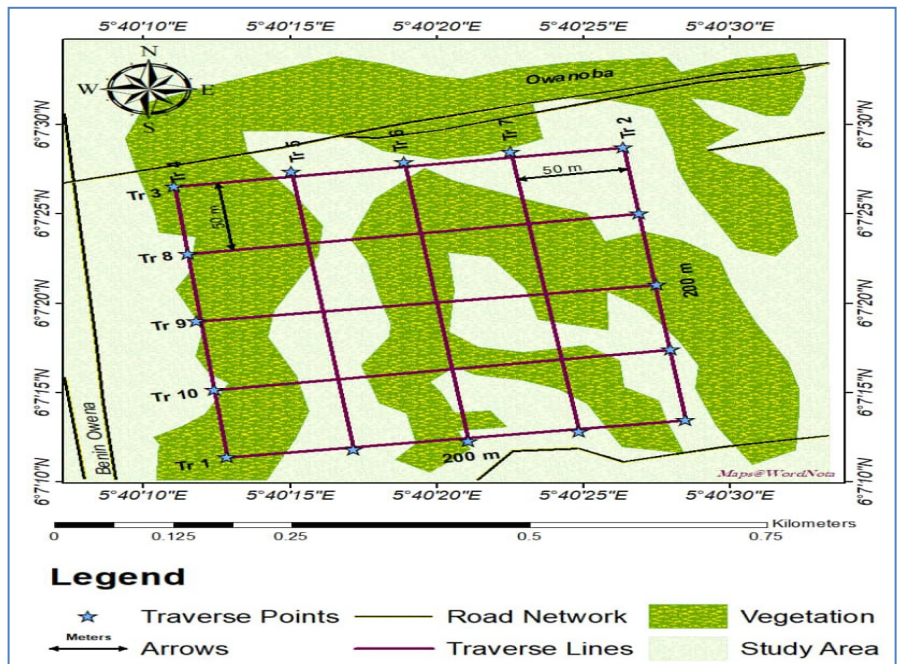 5°40'10"E 5°40'15"E 5°40'20"E 5°40'25"E 5°40'30"E
N
W E
S
Owanoba
6°7'30"N 6°7'30"N
Tr 4 Tr 5 Tr 6 Tr 7 Tr 2
Tr 3
50 m
50 m
6°7'25"N 6°7'25"N
Tr 8
200 m
6°7'20"N 6°7'20"N
Tr 9
6°7'15"N 6°7'15"N
Tr 10
Benin Owena
Tr 1
200 m
Maps@WordNota
6°7'10"N 6°7'10"N
5°40'10"E 5°40'15"E 5°40'20"E 5°40'25"E 5°40'30"E
Kilometers
0 0.125 0.25 0.5 0.75
Legend
Traverse Points Road Network Vegetation
Meters
Arrows Traverse Lines Study Area